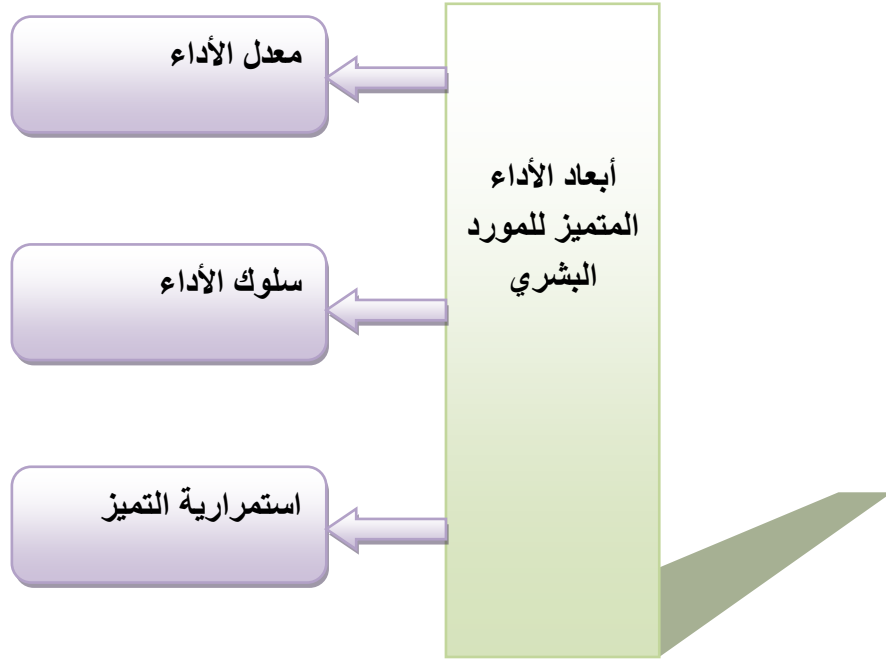 أبعاد الأداء
المتميز للمورد
البشري
معدل الأداء
سلوك الأداء
استمرارية التميز